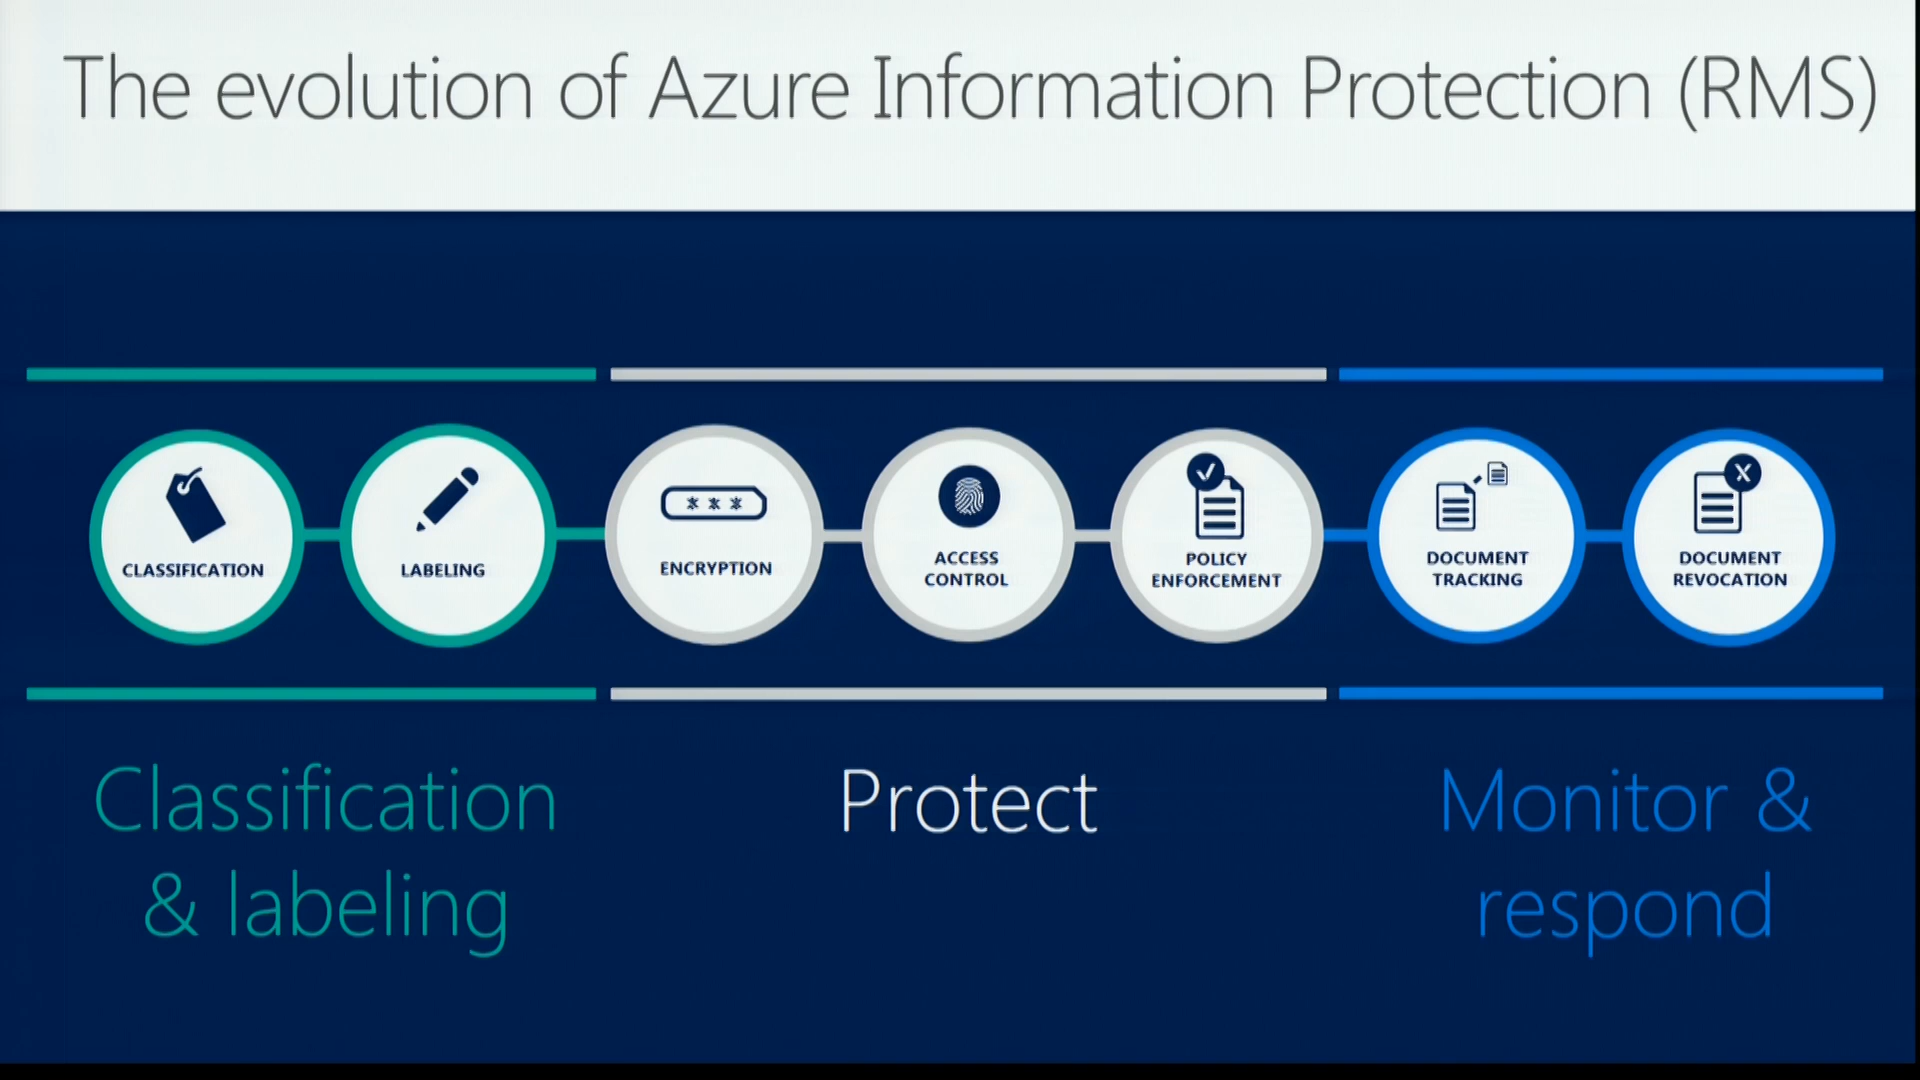 The evolution of Azure Information Protection (RMS)
CLASSIFICATION
LABELING
ENCRYPTION
ACCESS
CONTROL
POLICY
ENFORCEMENT
DOCUMENT
TRACKING
DOCUMENT
REVOCATION
Classification
& labeling
Protect
Monitor &
respond